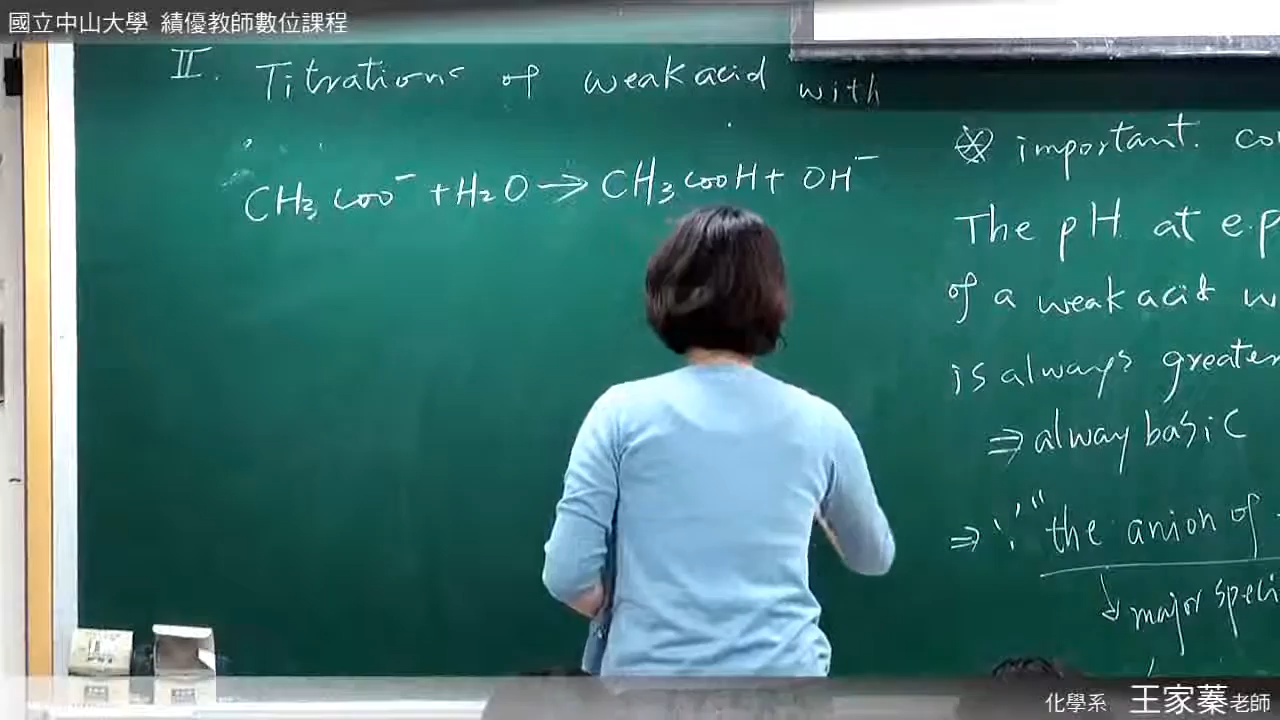 國立中山大學 績優教師數位課程
II. Titrations of weak acid with
CH₃COO⁻ + H₂O → CH₃COOH + OH⁻
important.
The pH at e.p
of a weak acid
is always greater
⇒ alway basic
⇒ ∵ "the anion of
↓ major speci
化學系 王家蓁老師